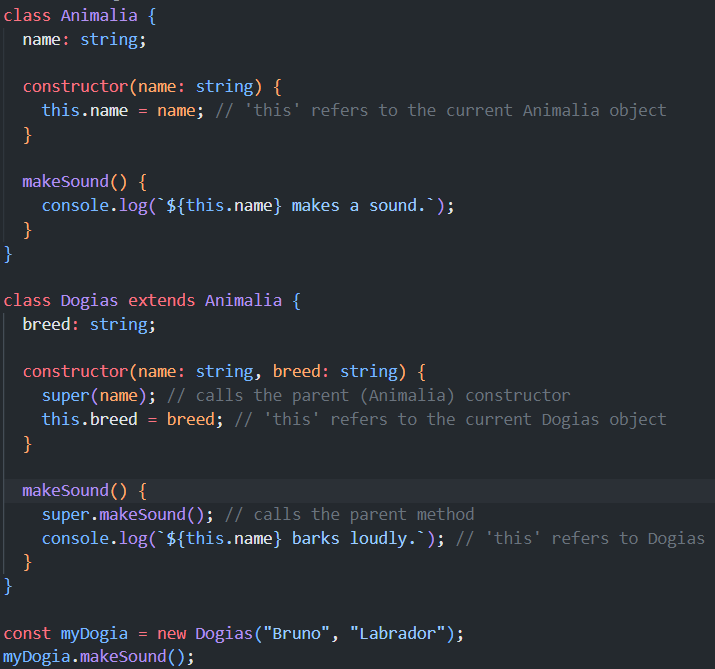 class Animalia {
  name: string;

  constructor(name: string) {
    this.name = name; // 'this' refers to the current Animalia object
  }

  makeSound() {
    console.log(`${this.name} makes a sound.`);
  }
}

class Dogias extends Animalia {
  breed: string;

  constructor(name: string, breed: string) {
    super(name); // calls the parent (Animalia) constructor
    this.breed = breed; // 'this' refers to the current Dogias object
  }

  makeSound() {
    super.makeSound(); // calls the parent method
    console.log(`${this.name} barks loudly.`); // 'this' refers to Dogias
  }
}

const myDogia = new Dogias("Bruno", "Labrador");
myDogia.makeSound();